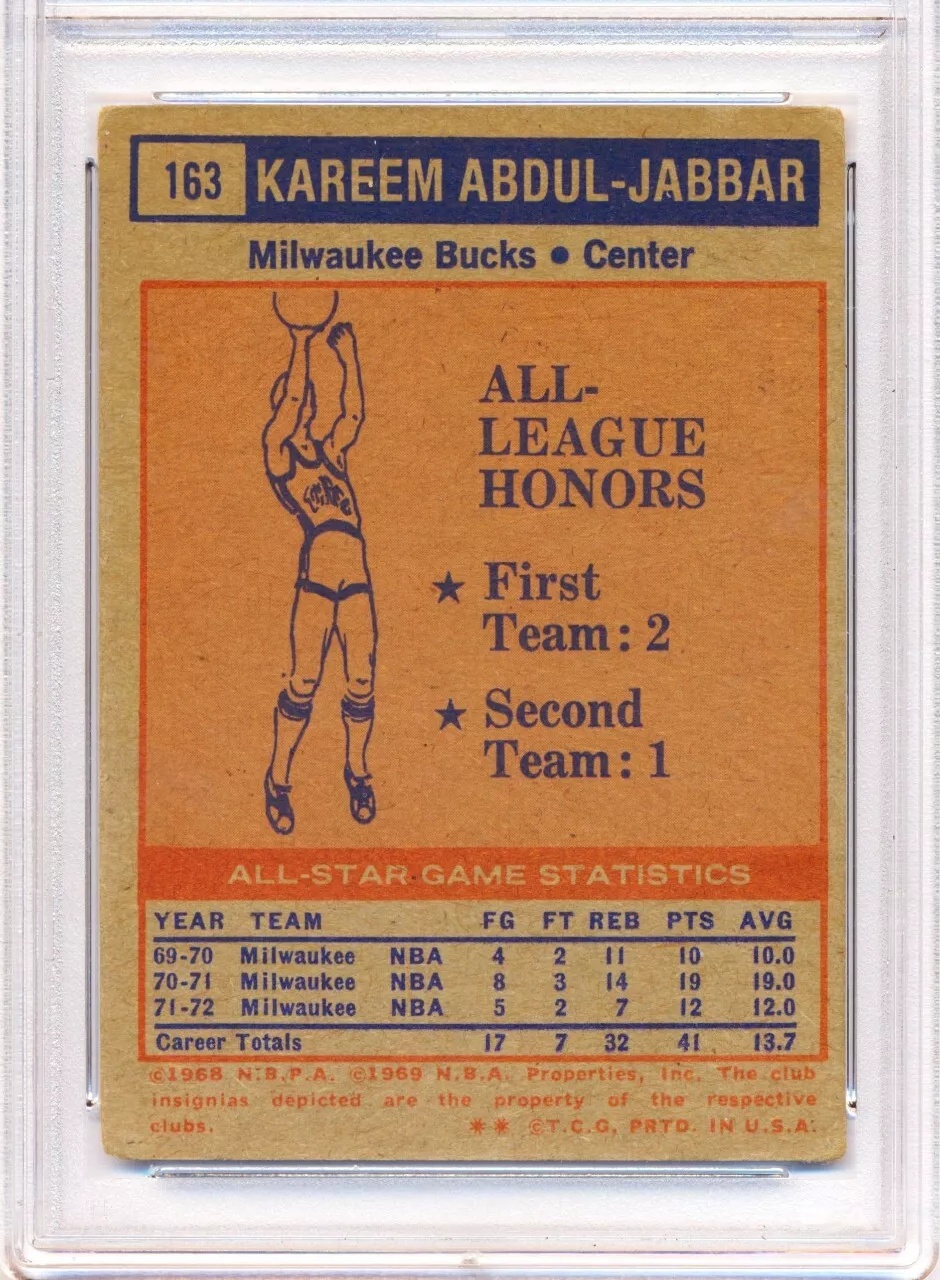 163 KAREEM ABDUL-JABBAR
Milwaukee Bucks • Center
ALL-
LEAGUE
HONORS
★ First
Team: 2
★ Second
Team: 1
ALL-STAR GAME STATISTICS
YEAR TEAM FG FT REB PTS AVG
69-70 Milwaukee NBA 4 2 11 10 10.0
70-71 Milwaukee NBA 8 3 14 19 19.0
71-72 Milwaukee NBA 5 2 7 12 12.0
Career Totals 17 7 32 41 13.7
©1968 N.B.P.A. ©1969 N.B.A. Properties, Inc. The club
insignias depicted are the property of the respective
clubs. ** ©T.C.G. PRTD. IN U.S.A.